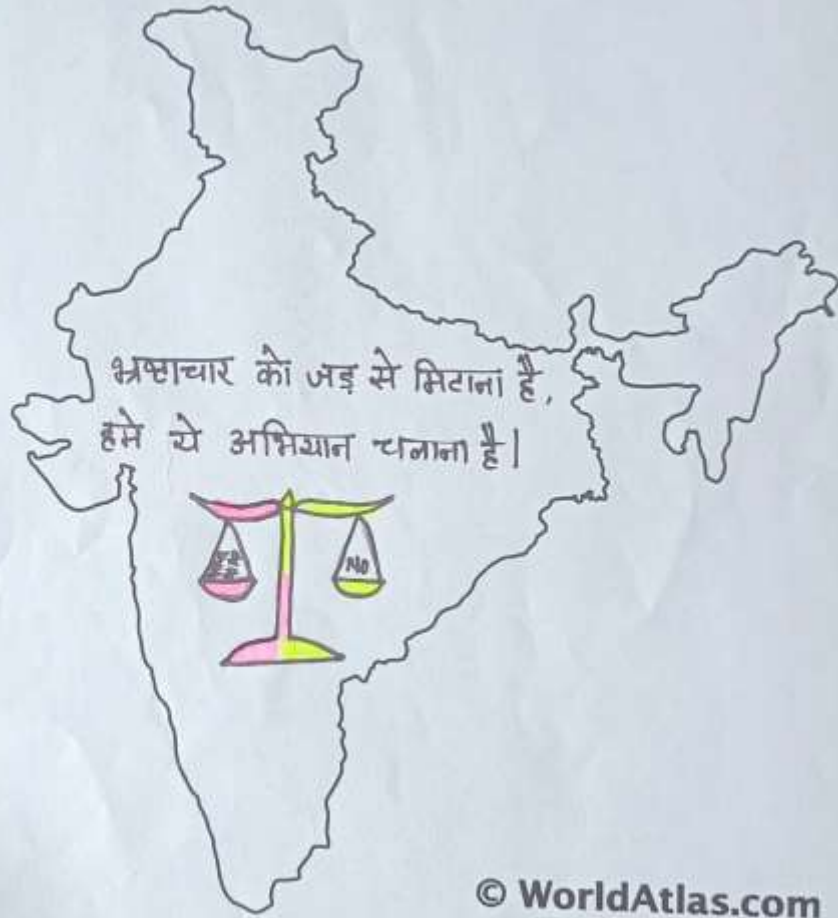 भ्रष्टाचार को जड़ से मिटाना है,
हमे ये अभियान चलाना है।
NO
© WorldAtlas.com